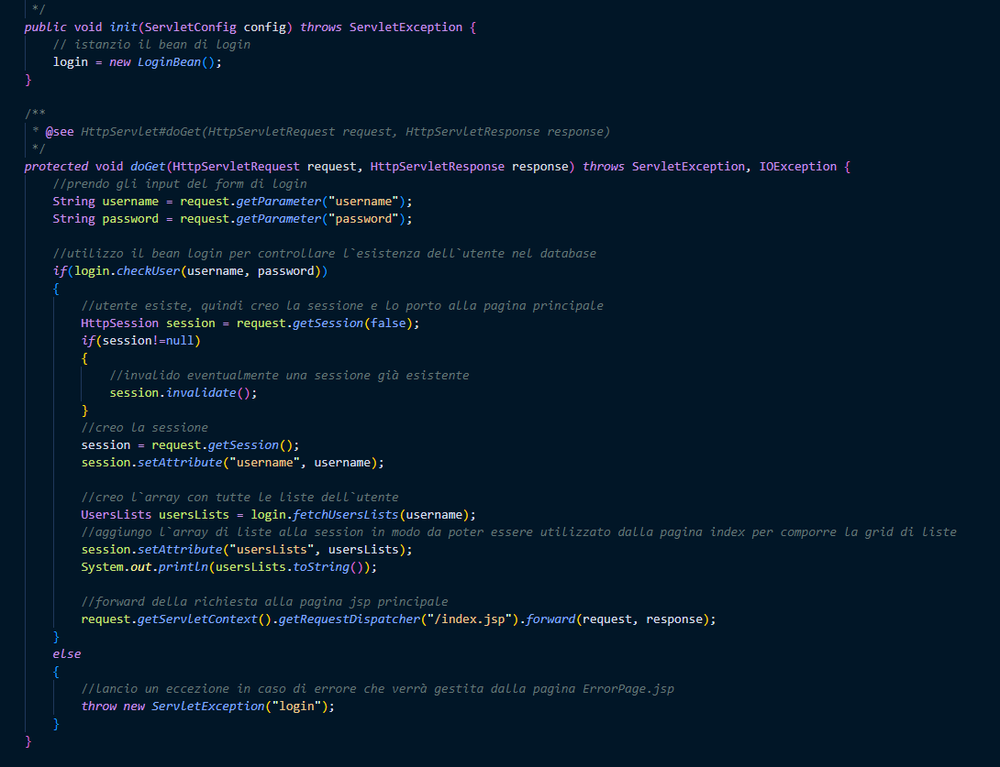 */
public void init(ServletConfig config) throws ServletException {
// istanzio il bean di login
login = new LoginBean();
}
/**
* @see HttpServlet#doGet(HttpServletRequest request, HttpServletResponse response)
*/
protected void doGet(HttpServletRequest request, HttpServletResponse response) throws ServletException, IOException {
//prendo gli input del form di login
String username = request.getParameter("username");
String password = request.getParameter("password");
//utilizzo il bean login per controllare l`esistenza dell`utente nel database
if(login.checkUser(username, password))
{
//utente esiste, quindi creo la sessione e lo porto alla pagina principale
HttpSession session = request.getSession(false);
if(session!=null)
{
//invalido eventualmente una sessione già esistente
session.invalidate();
}
//creo la sessione
session = request.getSession();
session.setAttribute("username", username);
//creo l`array con tutte le liste dell`utente
UsersLists usersLists = login.fetchUsersLists(username);
//aggiungo l`array di liste alla session in modo da poter essere utilizzato dalla pagina index per comporre la grid di liste
session.setAttribute("usersLists", usersLists);
System.out.println(usersLists.toString());
//forward della richiesta alla pagina jsp principale
request.getServletContext().getRequestDispatcher("/index.jsp").forward(request, response);
}
else
{
//lancio un eccezione in caso di errore che verrà gestita dalla pagina ErrorPage.jsp
throw new ServletException("login");
}
}